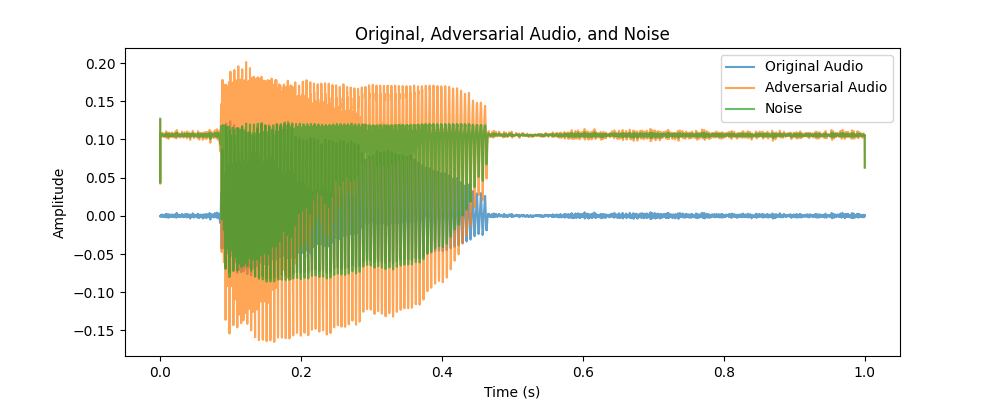 Original, Adversarial Audio, and Noise
Original Audio
Adversarial Audio
Noise
Amplitude
0.20
0.15
0.10
0.05
0.00
−0.05
−0.10
−0.15
0.0 0.2 0.4 0.6 0.8 1.0
Time (s)